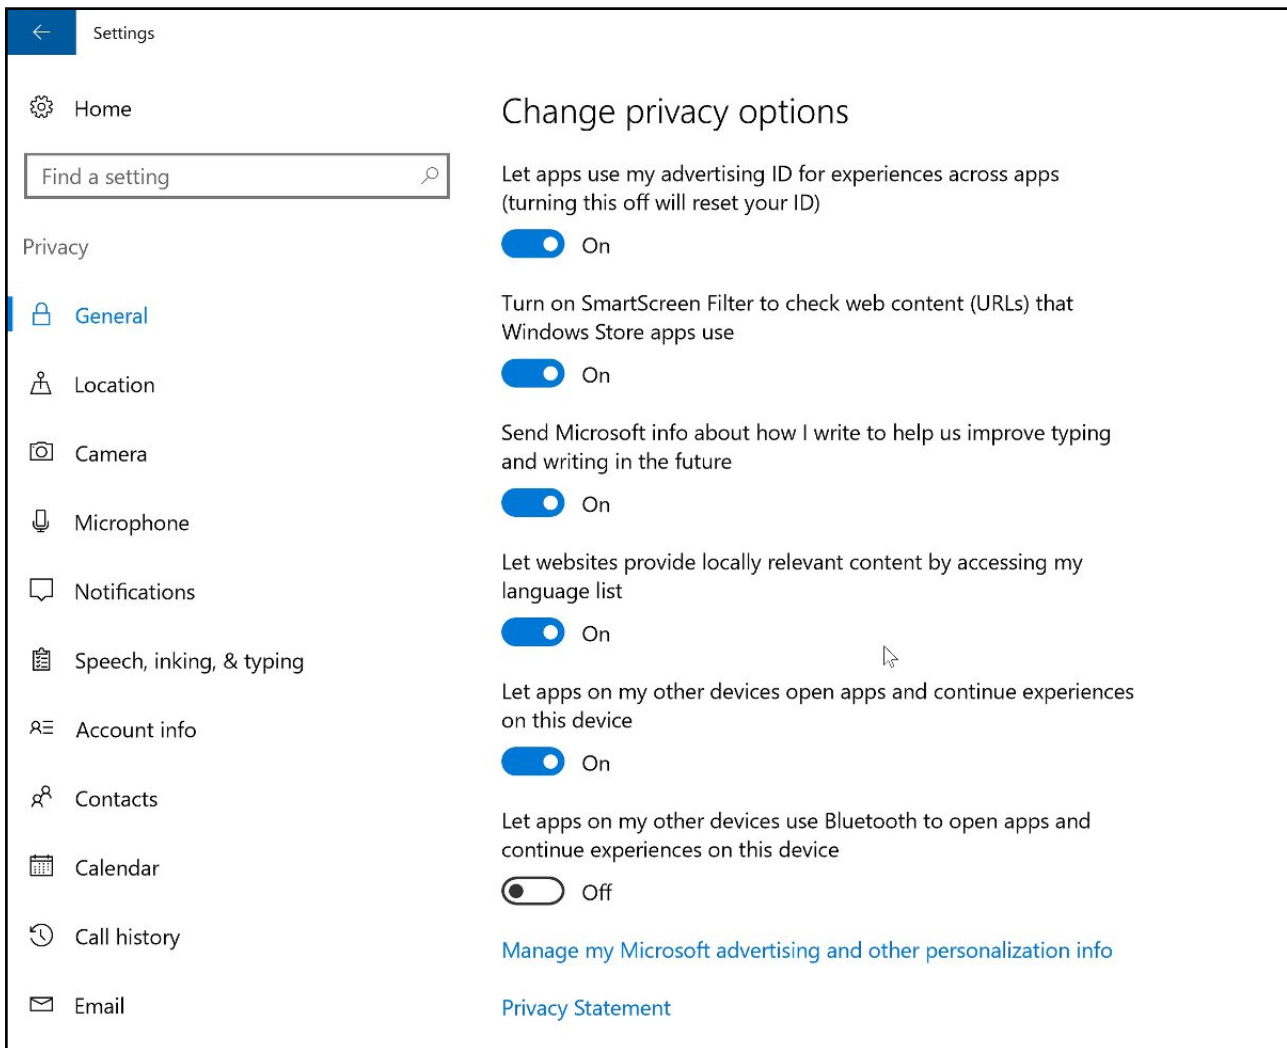 Settings
Home
Find a setting
Privacy
General
Location
Camera
Microphone
Notifications
Speech, inking, & typing
Account info
Contacts
Calendar
Call history
Email
Change privacy options
Let apps use my advertising ID for experiences across apps
(turning this off will reset your ID)
On
Turn on SmartScreen Filter to check web content (URLs) that
Windows Store apps use
On
Send Microsoft info about how I write to help us improve typing
and writing in the future
On
Let websites provide locally relevant content by accessing my
language list
On
Let apps on my other devices open apps and continue experiences
on this device
On
Let apps on my other devices use Bluetooth to open apps and
continue experiences on this device
Off
Manage my Microsoft advertising and other personalization info
Privacy Statement